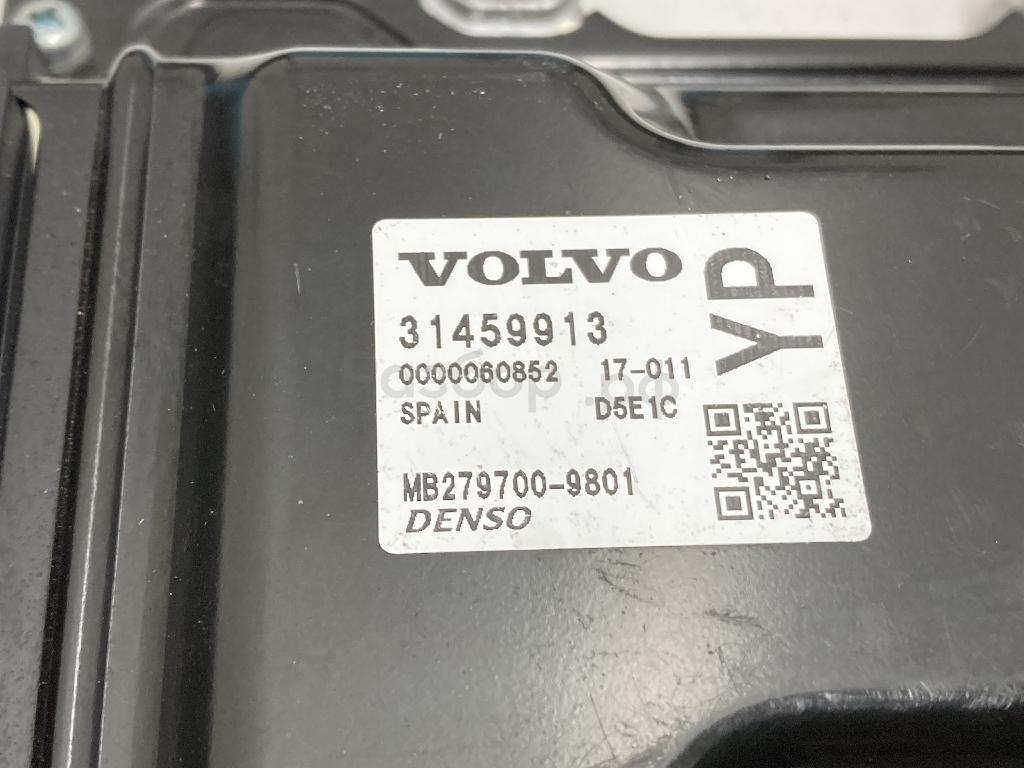 VOLVO
YP
31459913
0000060852 17-011
SPAIN D5E1C
MB279700-9801
DENSO